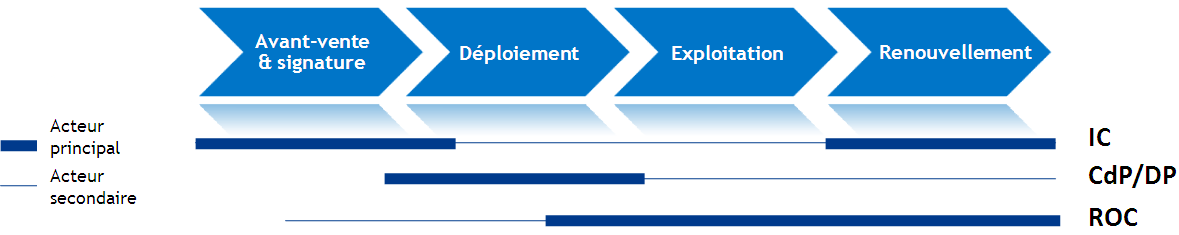 Avant-vente
& signature
Déploiement
Exploitation
Renouvellement
Acteur
principal
Acteur
secondaire
IC
CdP/DP
ROC